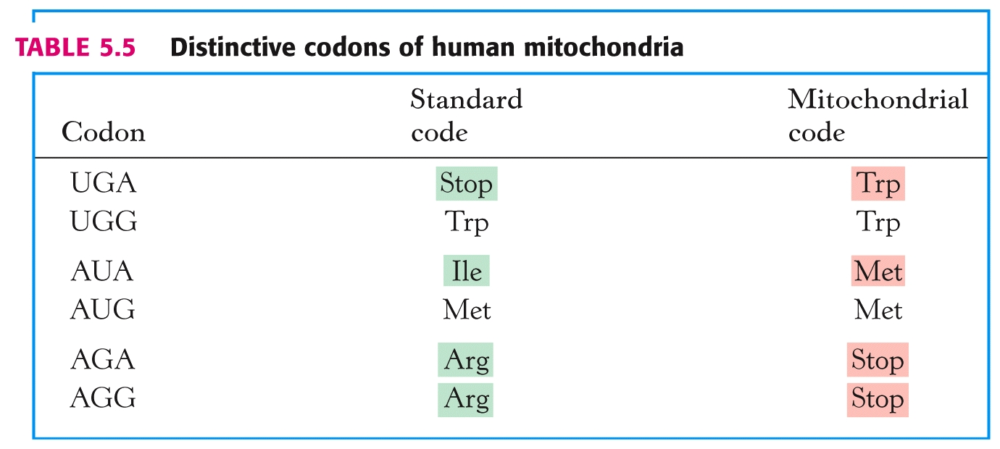 TABLE 5.5 Distinctive codons of human mitochondria
Codon Standard code Mitochondrial code
UGA Stop Trp
UGG Trp Trp
AUA Ile Met
AUG Met Met
AGA Arg Stop
AGG Arg Stop